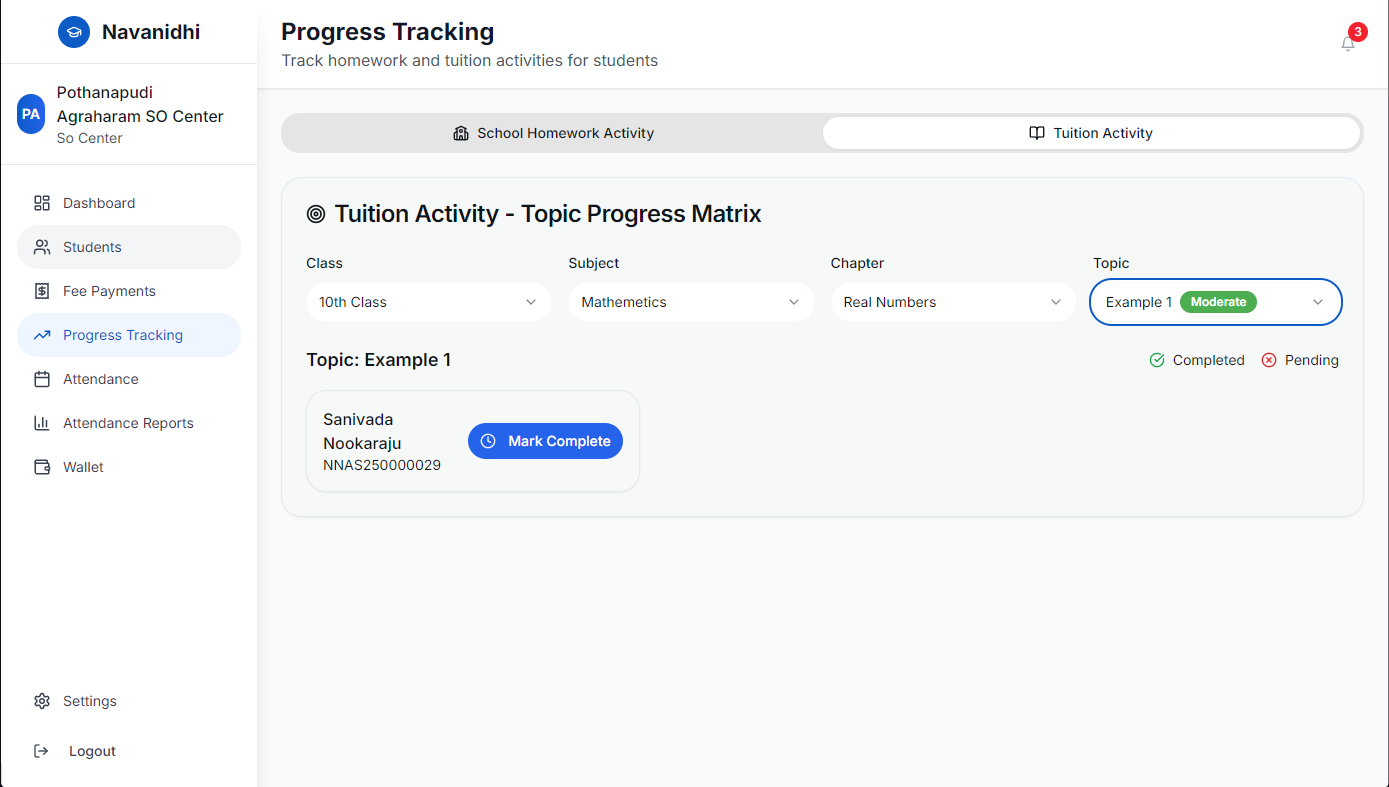 Navanidhi
PA
Pothanapudi
Agraharam SO Center
So Center
Dashboard
Students
Fee Payments
Progress Tracking
Attendance
Attendance Reports
Wallet
Settings
Logout
Progress Tracking
Track homework and tuition activities for students
3
School Homework Activity
Tuition Activity
Tuition Activity - Topic Progress Matrix
Class
Subject
Chapter
Topic
10th Class
Mathemetics
Real Numbers
Example 1 Moderate
Topic: Example 1
Completed
Pending
Sanivada
Nookaraju
NNAS250000029
Mark Complete